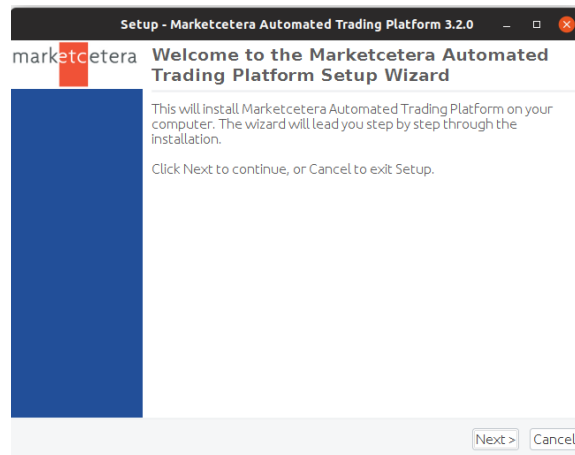 Setup - Marketcetera Automated Trading Platform 3.2.0
marketcetera
Welcome to the Marketcetera Automated
Trading Platform Setup Wizard
This will install Marketcetera Automated Trading Platform on your
computer. The wizard will lead you step by step through the
installation.
Click Next to continue, or Cancel to exit Setup.
Next >
Cancel